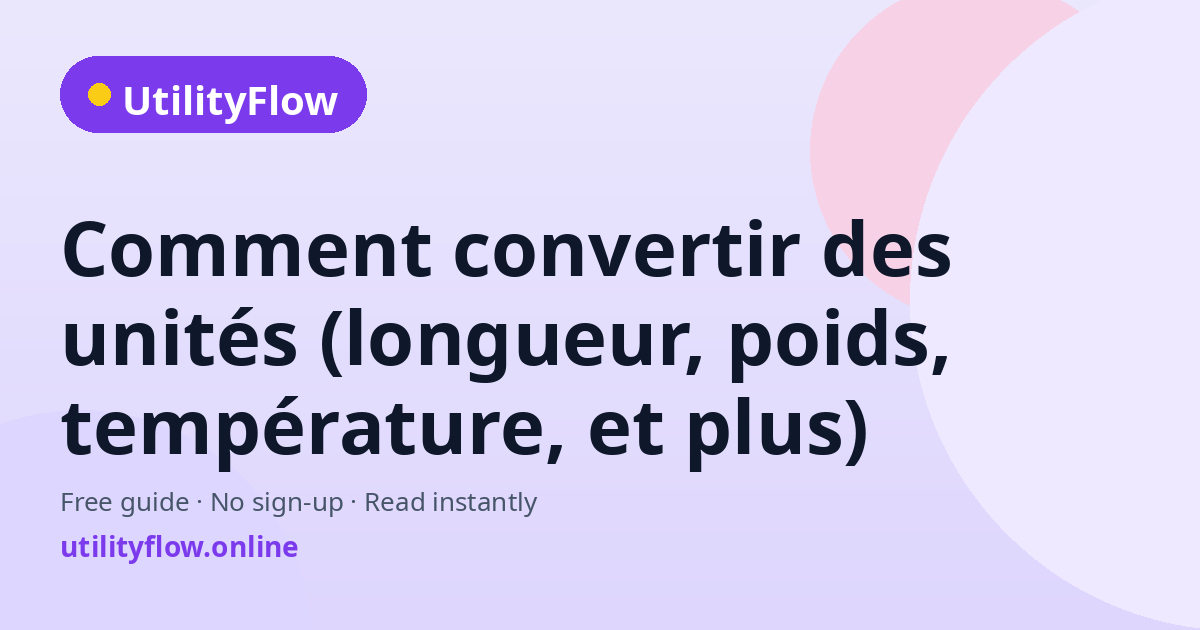 UtilityFlow
Comment convertir des
unités (longueur, poids,
température, et plus)
Free guide · No sign-up · Read instantly
utilityflow.online